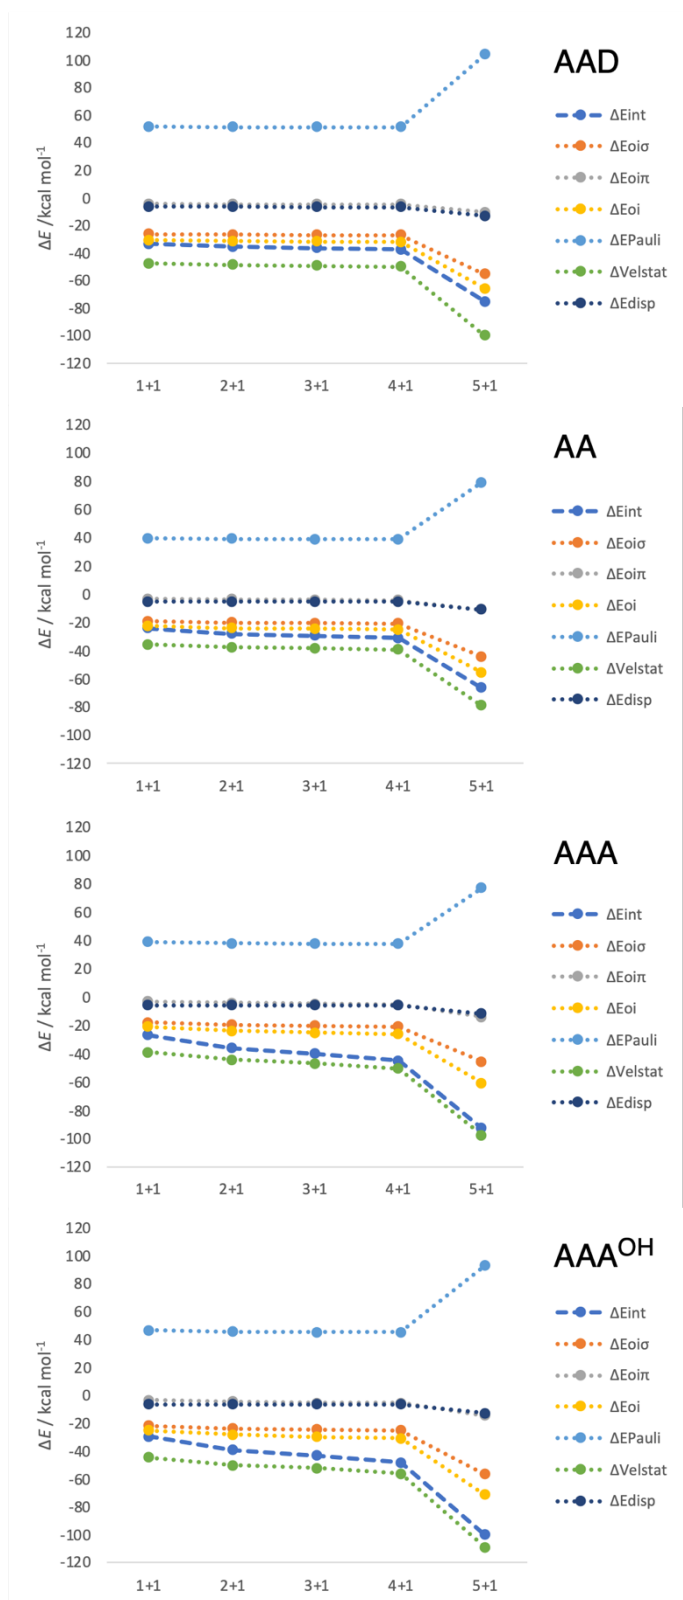 120
100
80
60
40
20
0
-20
-40
-60
-80
-100
-120
ΔE /kcal mol⁻¹
1+1 2+1 3+1 4+1 5+1
AAD
ΔEint
ΔEoiσ
ΔEoiπ
ΔEoi
ΔEPauli
ΔVelstat
ΔEdisp
120
100
80
60
40
20
0
-20
-40
-60
-80
-100
-120
ΔE / kcal mol⁻¹
1+1 2+1 3+1 4+1 5+1
AA
ΔEint
ΔEoiσ
ΔEoiπ
ΔEoi
ΔEPauli
ΔVelstat
ΔEdisp
120
100
80
60
40
20
0
-20
-40
-60
-80
-100
-120
ΔE / kcal mol⁻¹
1+1 2+1 3+1 4+1 5+1
AAA
ΔEint
ΔEoiσ
ΔEoiπ
ΔEoi
ΔEPauli
ΔVelstat
ΔEdisp
120
100
80
60
40
20
0
-20
-40
-60
-80
-100
-120
ΔE / kcal mol⁻¹
1+1 2+1 3+1 4+1 5+1
AAAᴼᴴ
ΔEint
ΔEoiσ
ΔEoiπ
ΔEoi
ΔEPauli
ΔVelstat
ΔEdisp